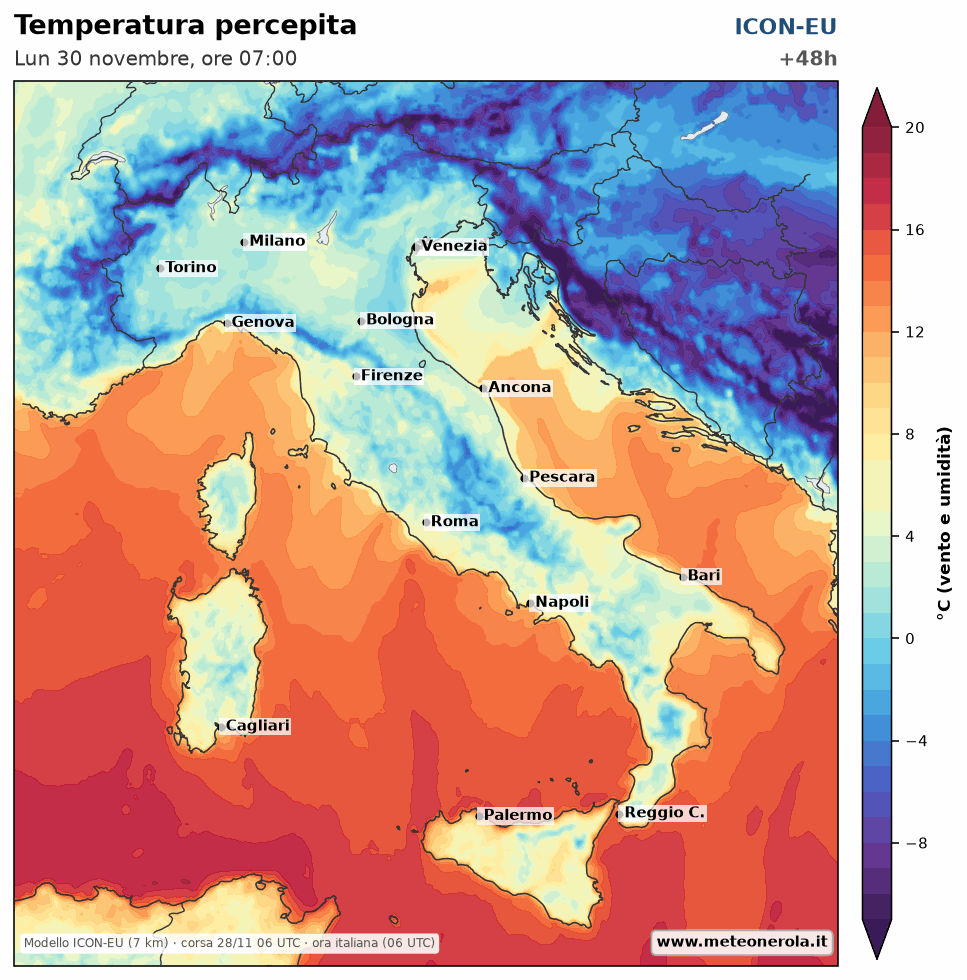 Temperatura percepita
ICON-EU
Lun 30 novembre, ore 07:00
+48h
Milano
Venezia
Torino
Genova
Bologna
Firenze
Ancona
Pescara
Roma
Bari
Napoli
Cagliari
Palermo
Reggio C.
20
16
12
8
4
0
−4
−8
°C (vento e umidità)
Modello ICON-EU (7 km) · corsa 28/11 06 UTC · ora italiana (06 UTC)
www.meteonerola.it